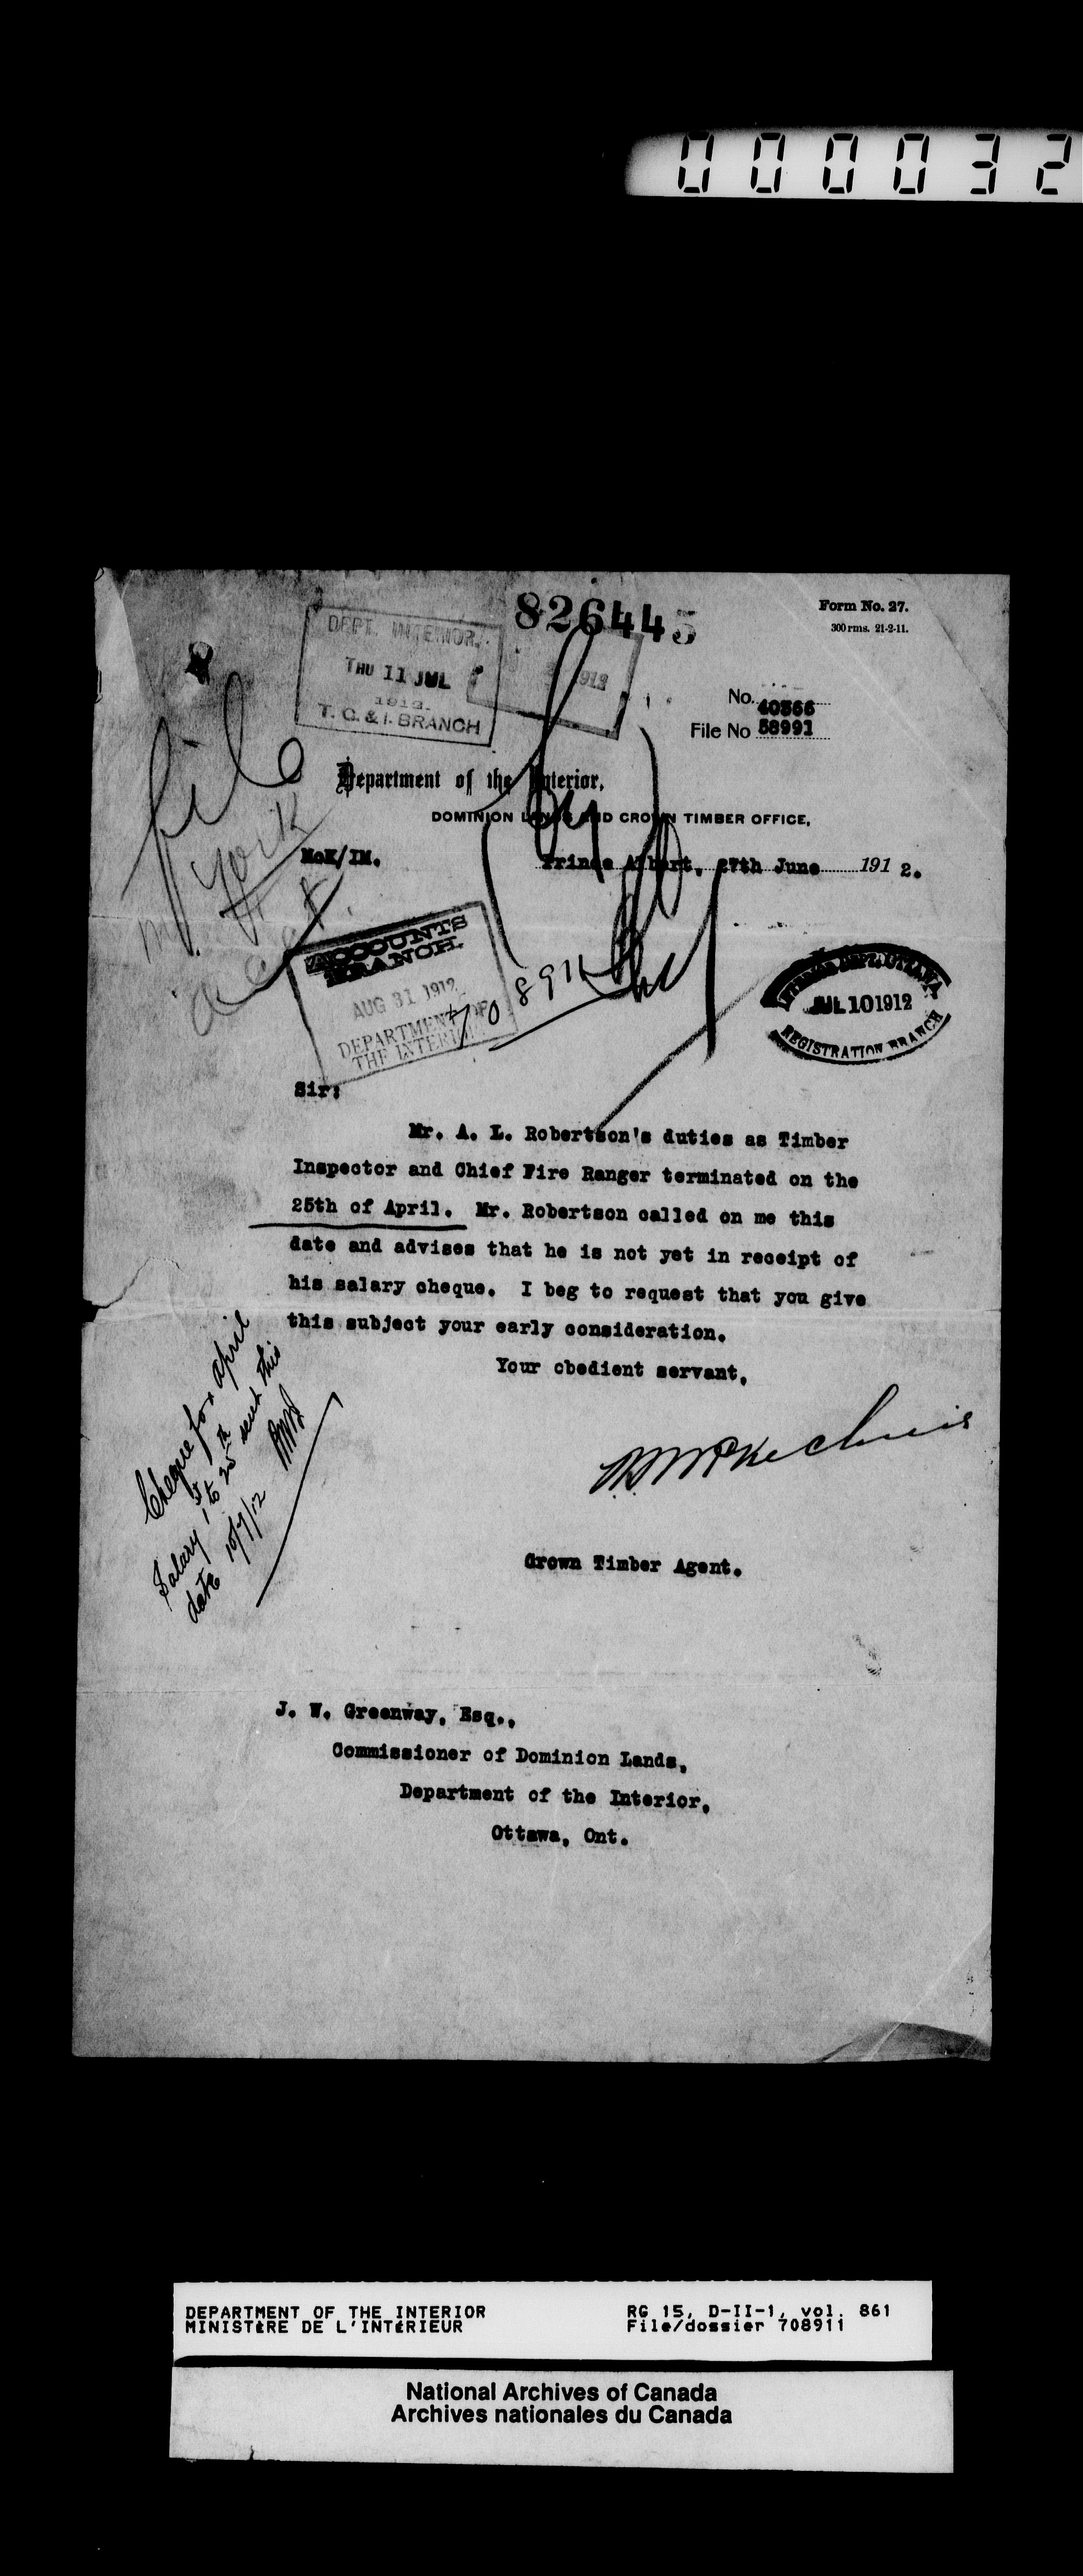 000032
826445
Form No. 27.
300 rms. 21-2-11.
DEPT. INTERIOR.
THU 11 JUL
1912.
T. C. & I. BRANCH
No. 40566
File No 58991
file
Department of the Interior,
DOMINION LANDS AND CROWN TIMBER OFFICE,
York
McK/IM.
Prince Albert, 27th June 1912.
ACCOUNTS
BRANCH.
AUG 31 1912
DEPARTMENT OF
THE INTERIOR
708911
INTERIOR DEPT. OTTAWA
JUL 10 1912
REGISTRATION BRANCH
Sir:
Mr. A. L. Robertson's duties as Timber
Inspector and Chief Fire Ranger terminated on the
25th of April. Mr. Robertson called on me this
date and advises that he is not yet in receipt of
his salary cheque. I beg to request that you give
this subject your early consideration.
Your obedient servant,
Cheque for April
Salary 1st to 25th sent this
date 10/7/12
Crown Timber Agent.
J. W. Greenway, Esq.,
Commissioner of Dominion Lands,
Department of the Interior,
Ottawa, Ont.
DEPARTMENT OF THE INTERIOR
MINISTÈRE DE L'INTÉRIEUR
RG 15, D-II-1, vol. 861
File/dossier 708911
National Archives of Canada
Archives nationales du Canada